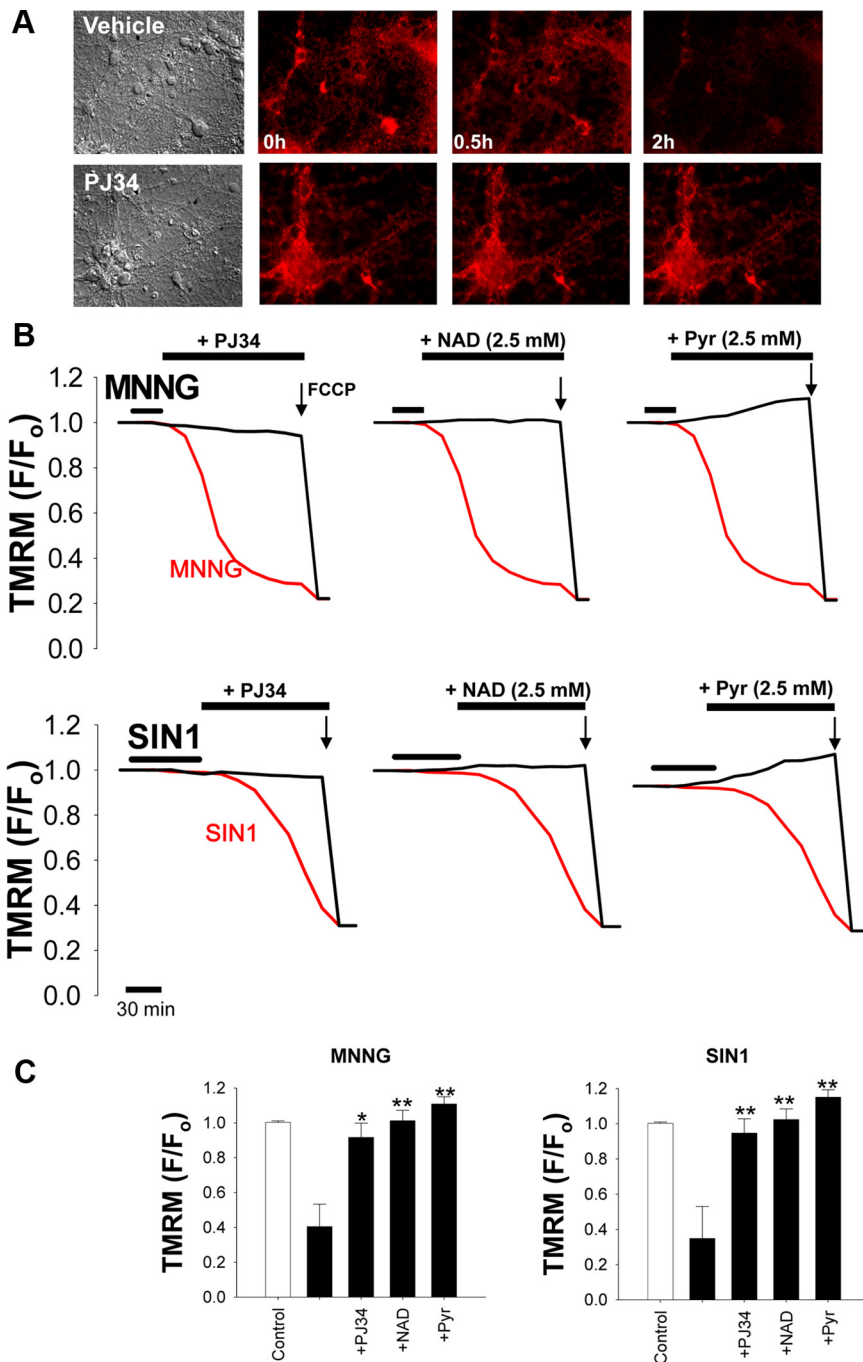 A
Vehicle
0h
0.5h
2h
PJ34
B
+ PJ34
+ NAD (2.5 mM)
+ Pyr (2.5 mM)
MNNG
FCCP
TMRM (F/Fo)
1.2
1.0
0.8
0.6
0.4
0.2
0.0
MNNG
+ PJ34
+ NAD (2.5 mM)
+ Pyr (2.5 mM)
SIN1
TMRM (F/Fo)
1.2
1.0
0.8
0.6
0.4
0.2
0.0
SIN1
30 min
C
MNNG
TMRM (F/Fo)
1.2
1.0
0.8
0.6
0.4
0.2
0.0
*
**
**
Control
+PJ34
+NAD
+Pyr
SIN1
TMRM (F/Fo)
1.2
1.0
0.8
0.6
0.4
0.2
0.0
**
**
**
Control
+PJ34
+NAD
+Pyr